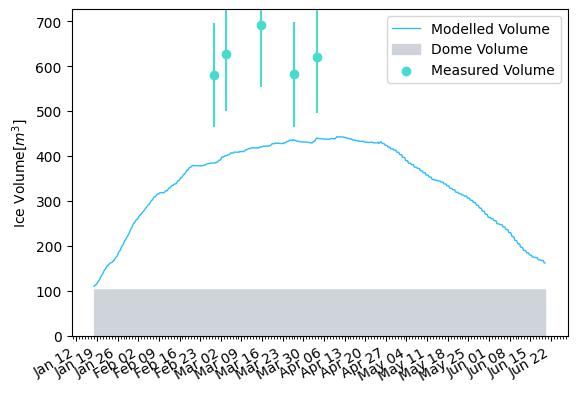 700
600
500
400
300
200
100
0
Ice Volume[m³]
Modelled Volume
Dome Volume
Measured Volume
Jan 12
Jan 19
Jan 26
Feb 02
Feb 09
Feb 16
Feb 23
Mar 02
Mar 09
Mar 16
Mar 23
Mar 30
Apr 06
Apr 13
Apr 20
Apr 27
May 04
May 11
May 18
May 25
Jun 01
Jun 08
Jun 15
Jun 22